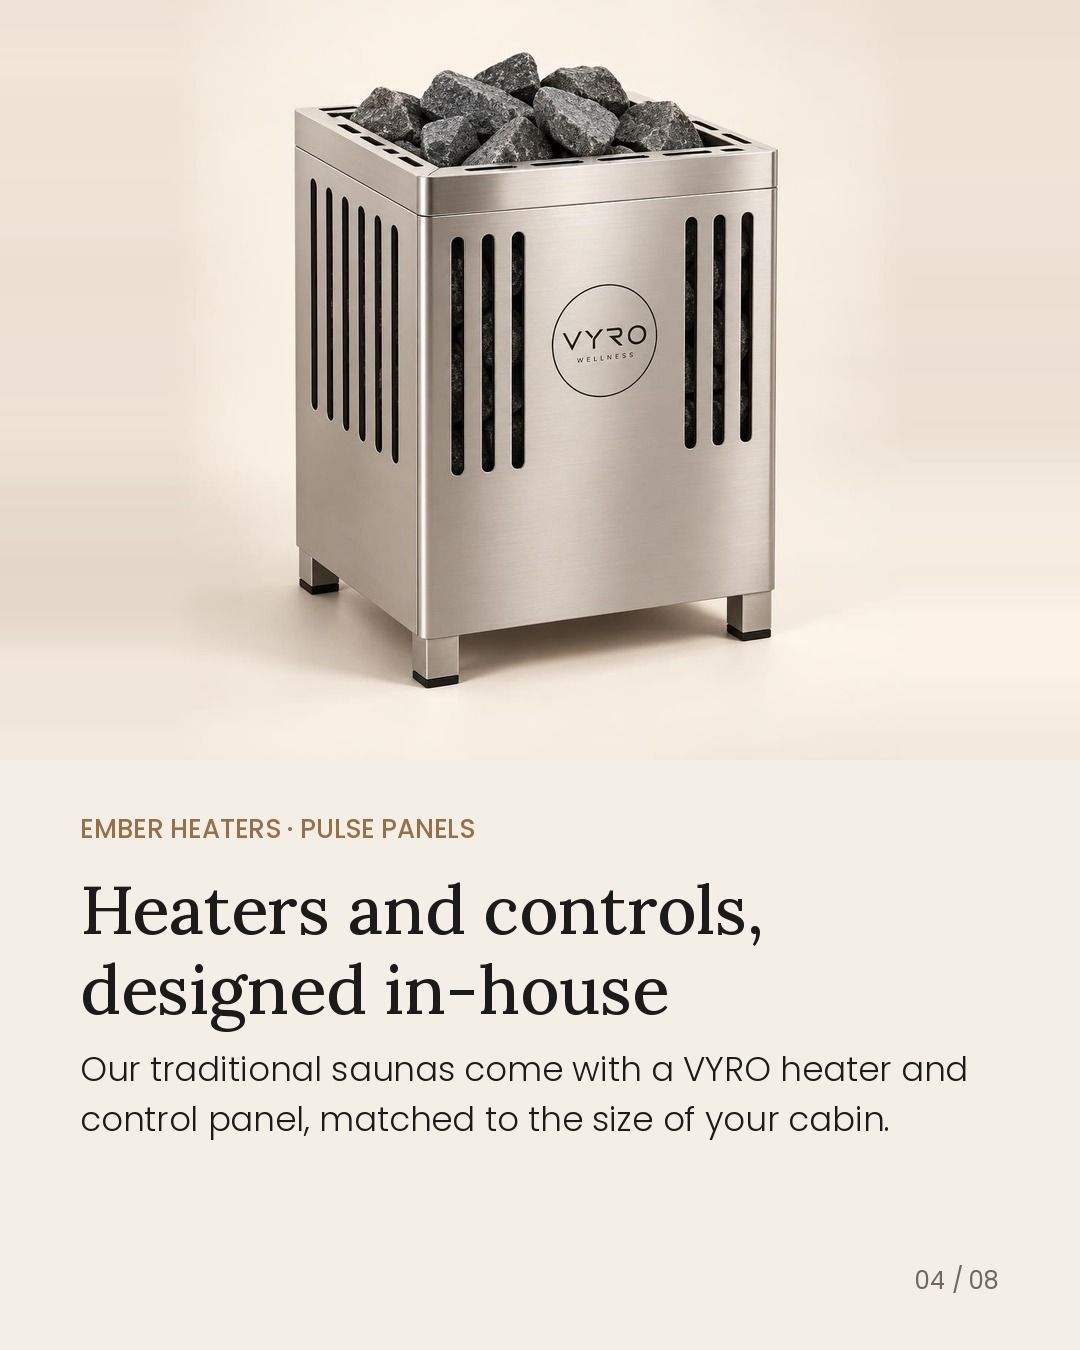 VYRO
WELLNESS
EMBER HEATERS · PULSE PANELS
Heaters and controls,
designed in-house
Our traditional saunas come with a VYRO heater and
control panel, matched to the size of your cabin.
04 / 08